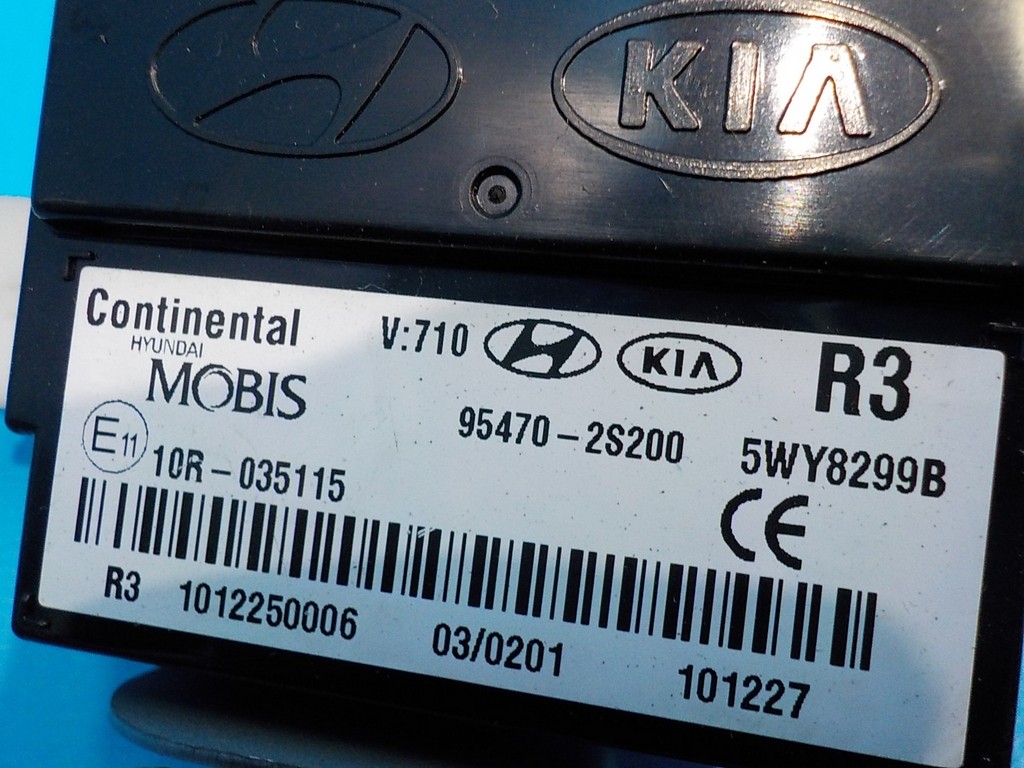 KIA
Continental
HYUNDAI
MOBIS
V:710
KIA
R3
95470-2S200
5WY8299B
E11
10R-035115
CE
R3 1012250006 03/0201 101227